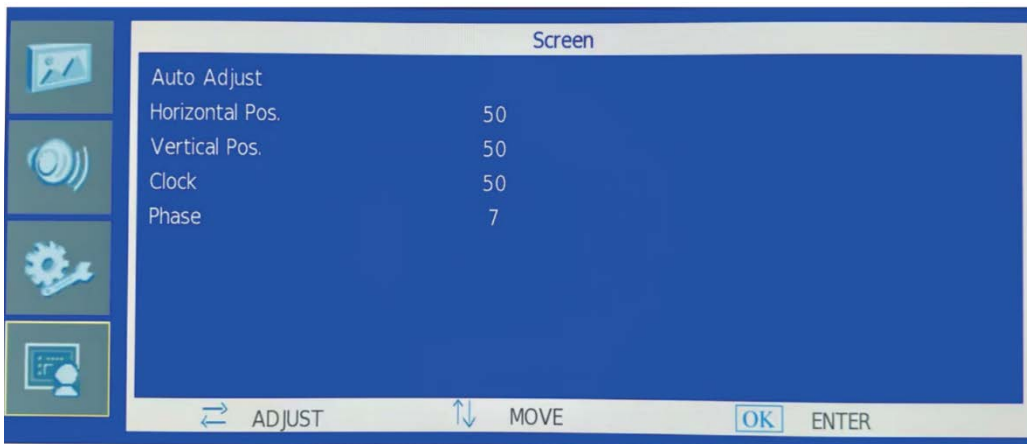 Screen
Auto Adjust
Horizontal Pos. 50
Vertical Pos. 50
Clock 50
Phase 7
ADJUST MOVE OK ENTER